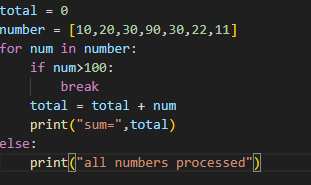 total = 0
number = [10,20,30,90,30,22,11]
for num in number:
    if num>100:
        break
    total = total + num
    print("sum=",total)
else:
    print("all numbers processed")